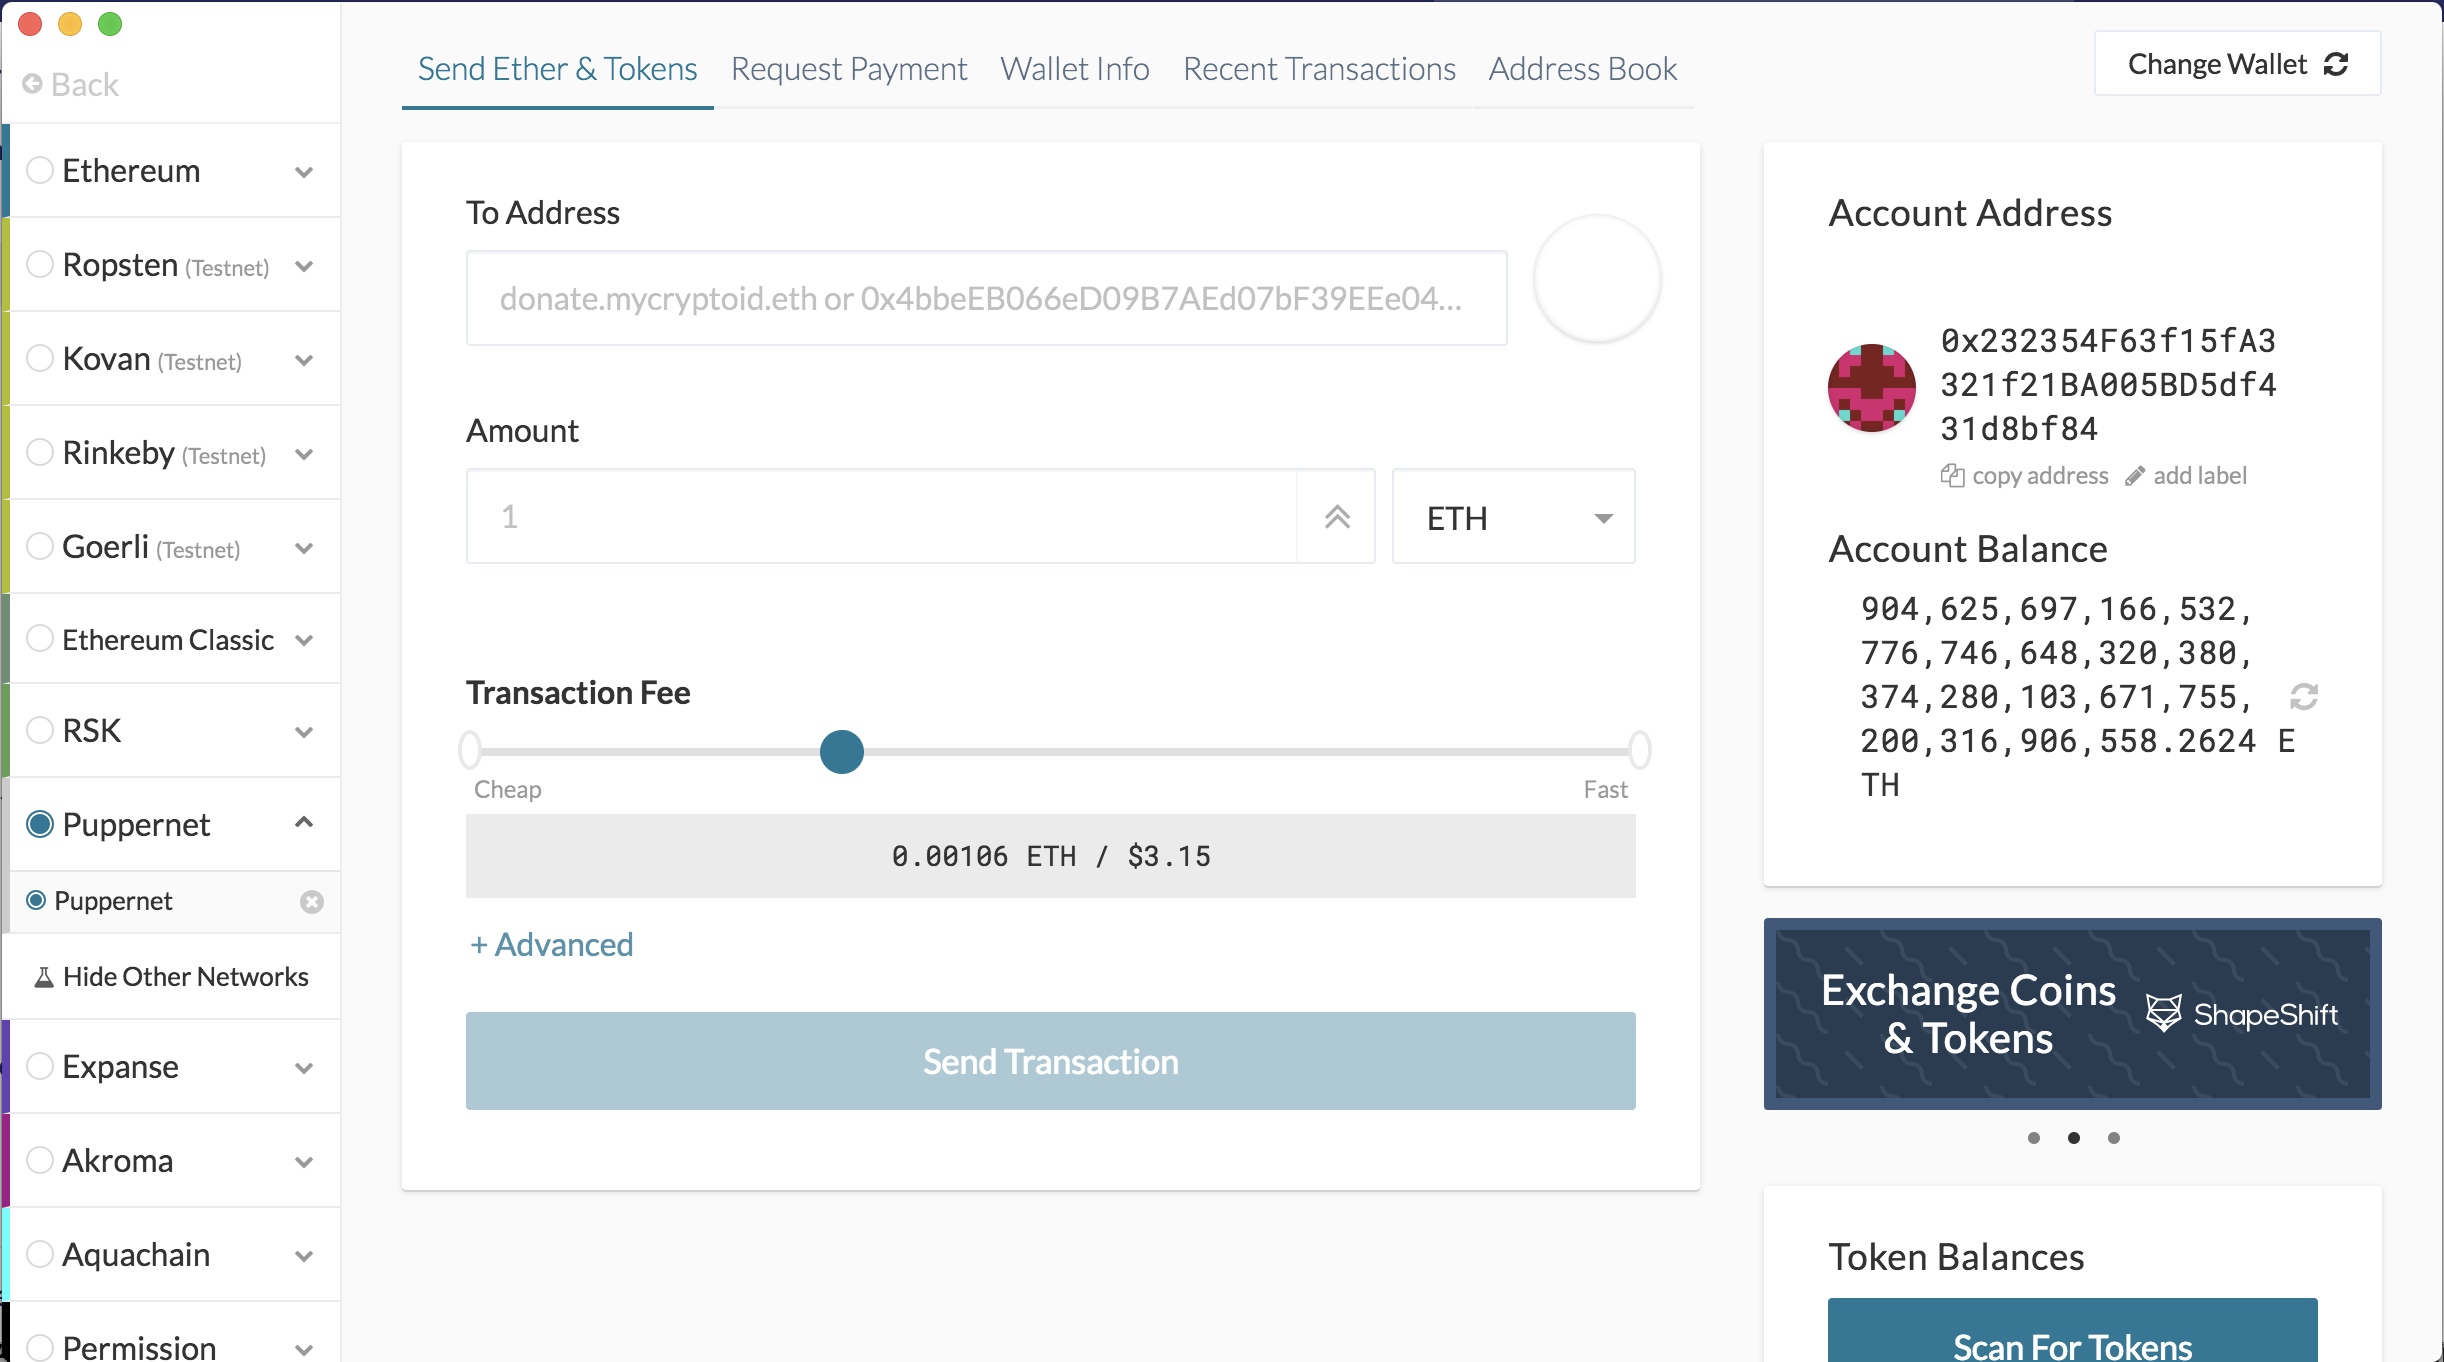 Back
Ethereum
Ropsten (Testnet)
Kovan (Testnet)
Rinkeby (Testnet)
Goerli (Testnet)
Ethereum Classic
RSK
Puppernet
Puppernet
Hide Other Networks
Expanse
Akroma
Aquachain
Permission
Send Ether & Tokens
Request Payment
Wallet Info
Recent Transactions
Address Book
Change Wallet
To Address
donate.mycryptoid.eth or 0x4bbeEB066eD09B7AEd07bF39EEe04...
Amount
1
ETH
Transaction Fee
Cheap
Fast
0.00106 ETH / $3.15
+ Advanced
Send Transaction
Account Address
0x232354F63f15fA3
321f21BA005BD5df4
31d8bf84
copy address
add label
Account Balance
904,625,697,166,532,
776,746,648,320,380,
374,280,103,671,755,
200,316,906,558.2624 E
TH
Exchange Coins
& Tokens
ShapeShift
Token Balances
Scan For Tokens